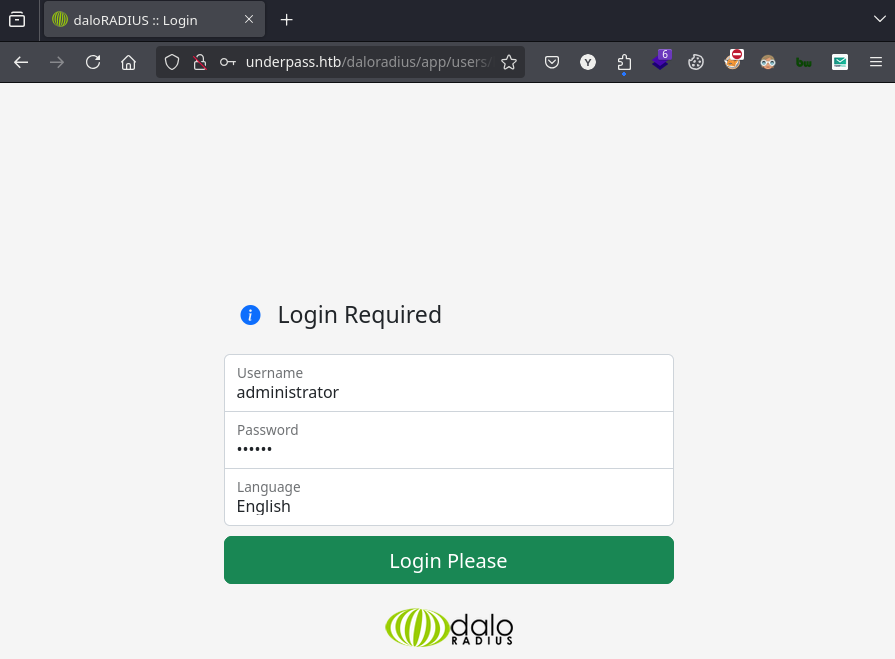 daloRADIUS :: Login
underpass.htb/daloradius/app/users/
Y
6
bw
Login Required
Username
administrator
Password
••••••
Language
English
Login Please
dalo
RADIUS